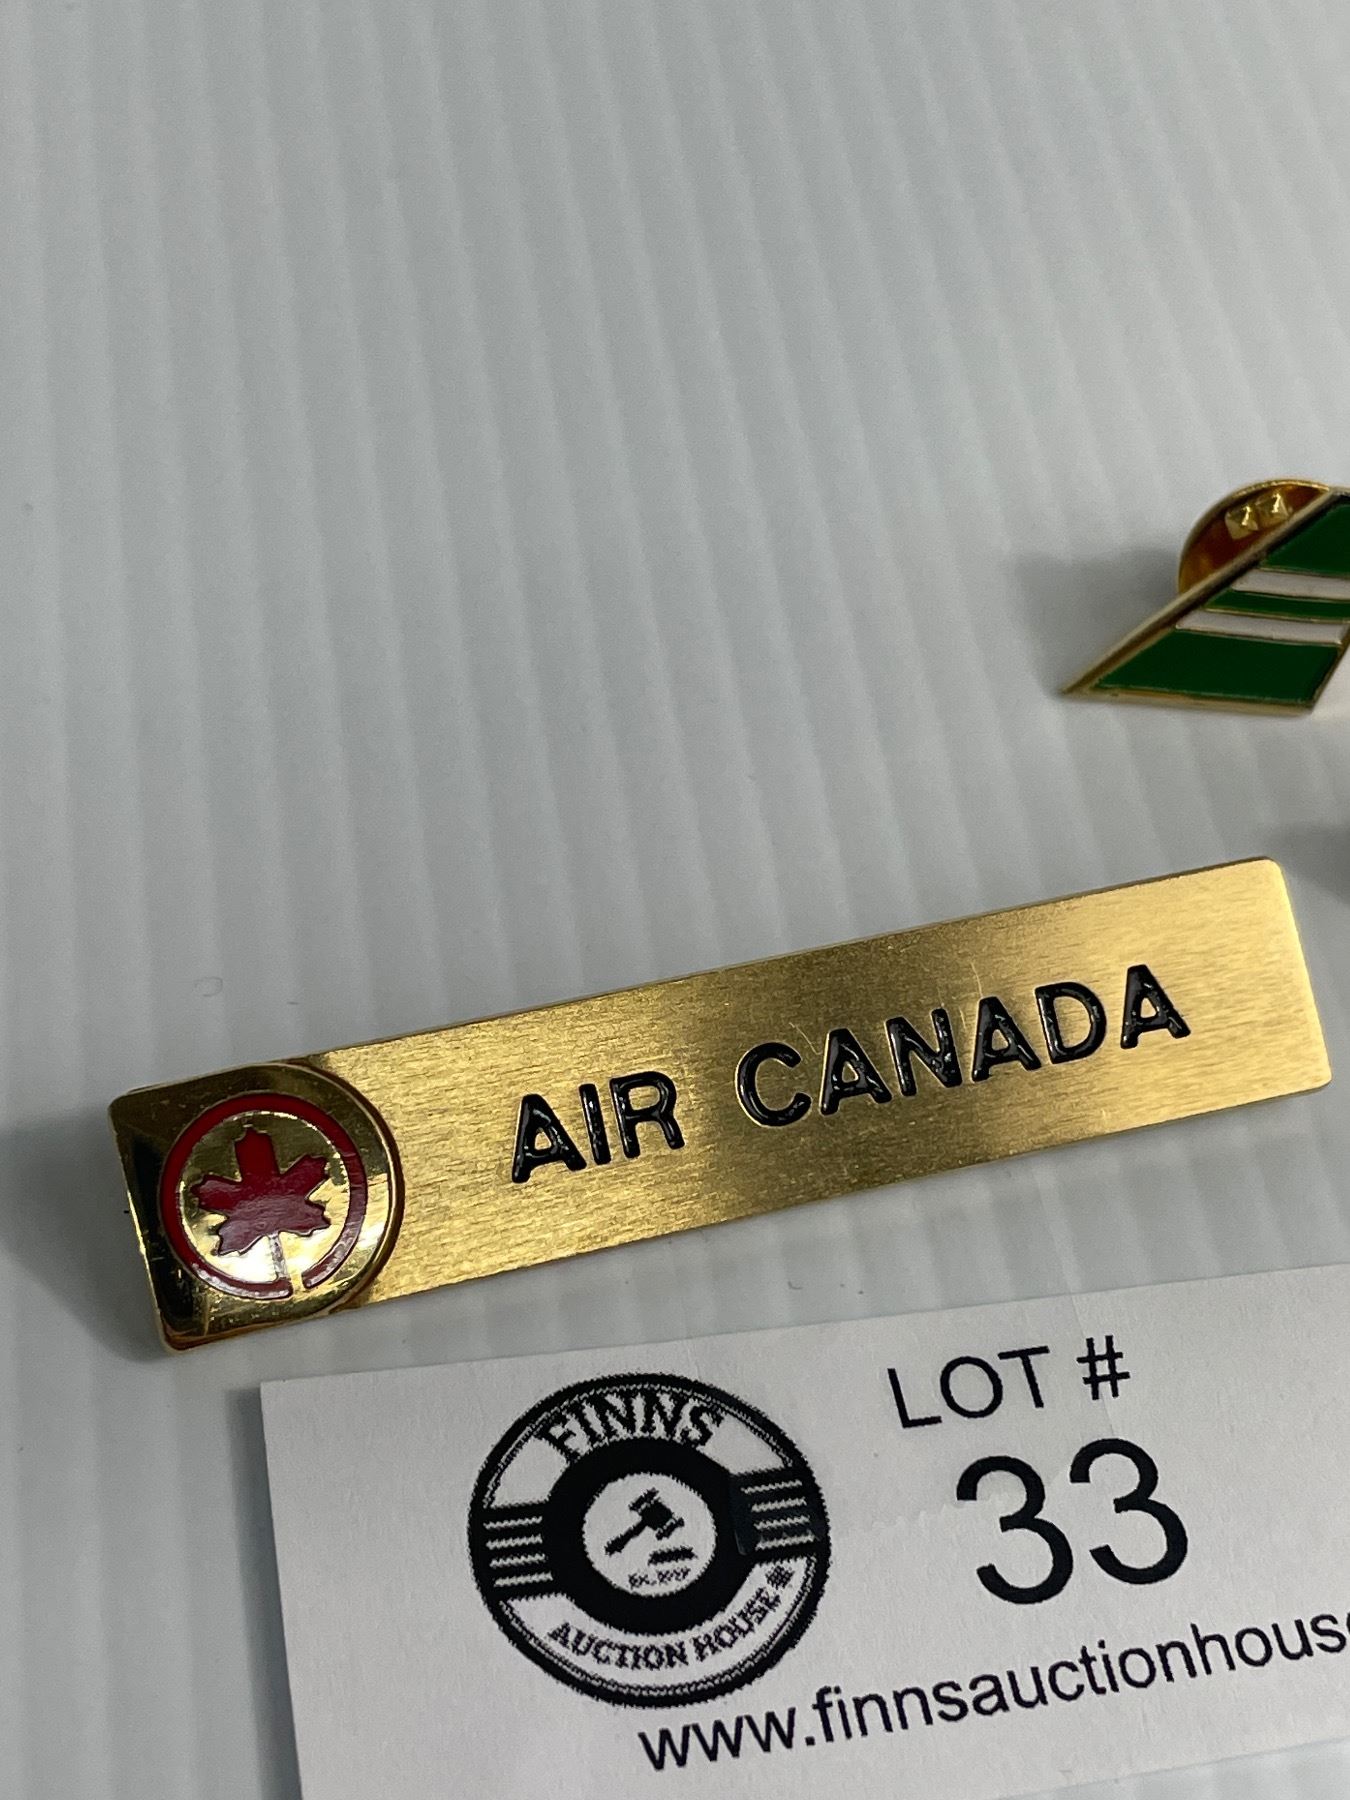 AIR CANADA
FINNS
AUCTION HOUSE
LOT #
33
www.finnsauctionhouse